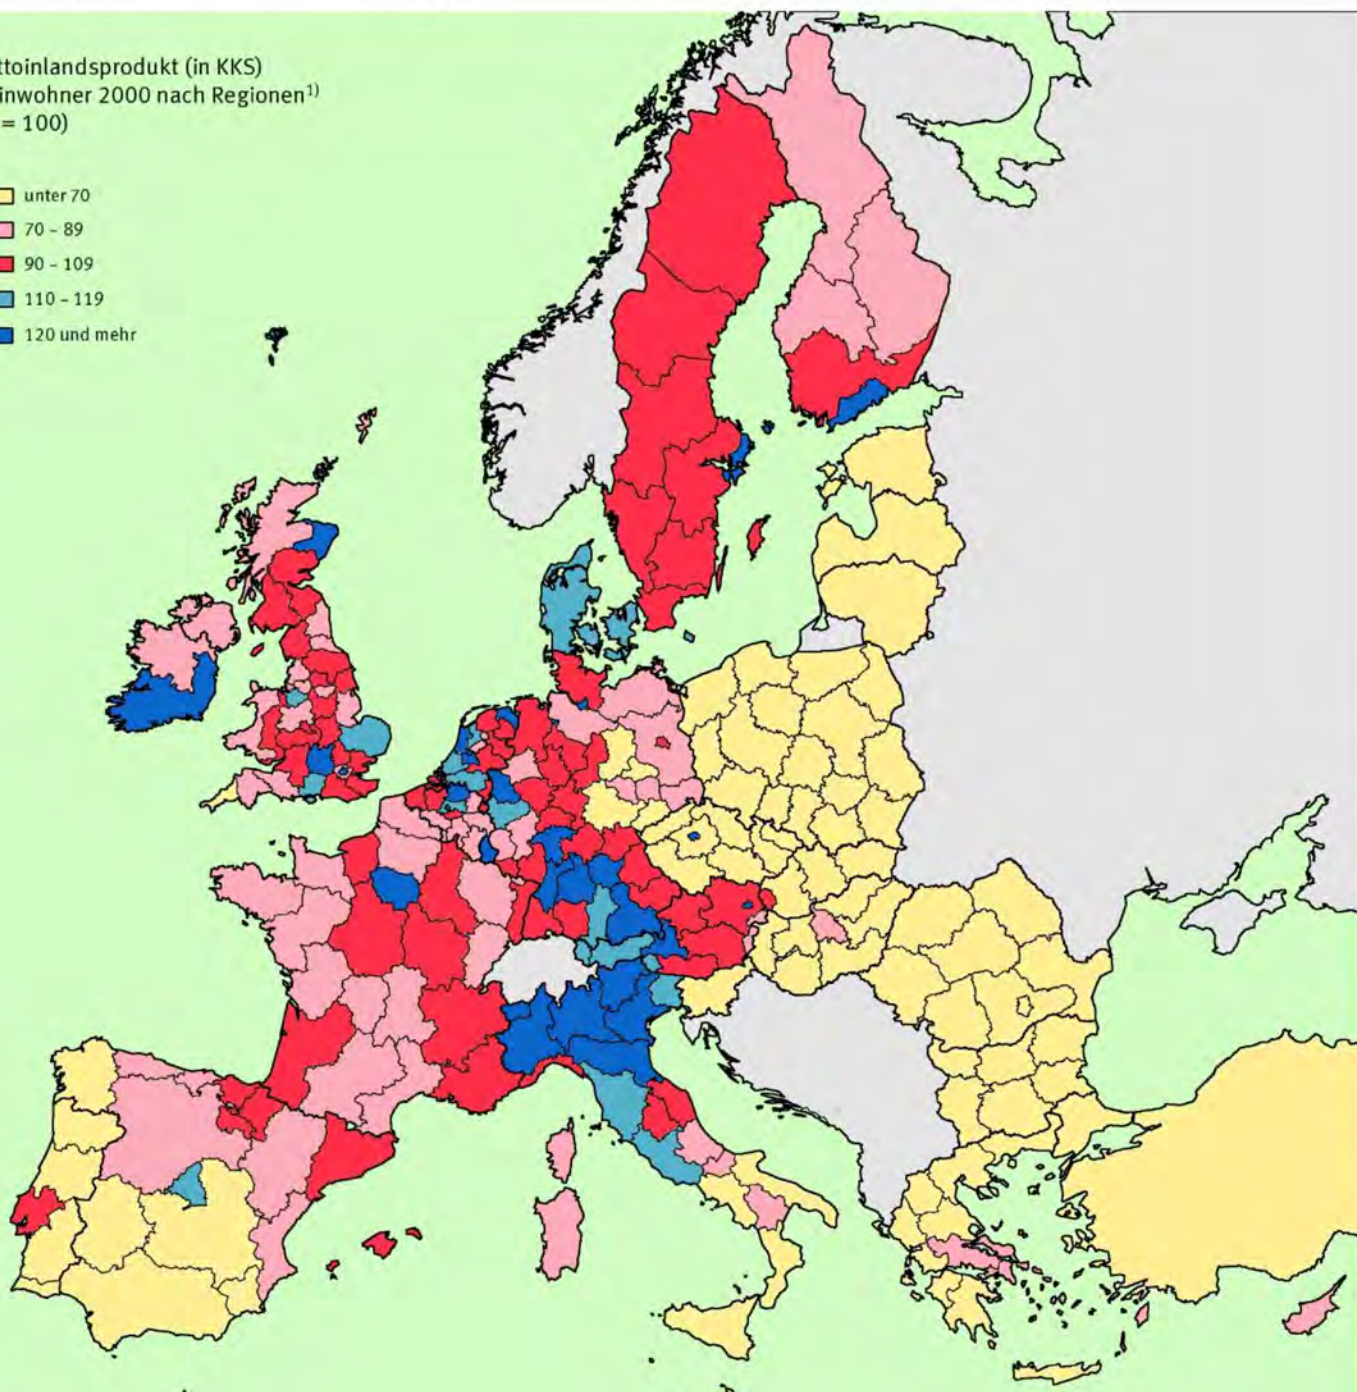 ttoinlandsprodukt (in KKS)
inwohner 2000 nach Regionen¹⁾
= 100)
unter 70
70 – 89
90 – 109
110 – 119
120 und mehr